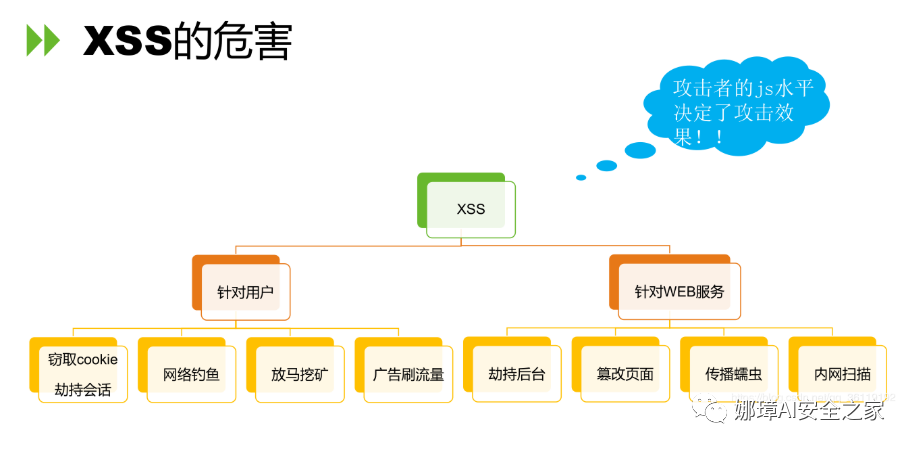 XSS的危害
攻击者的js水平
决定了攻击效
果！！
XSS
针对用户
针对WEB服务
窃取cookie
劫持会话
网络钓鱼
放马挖矿
广告刷流量
劫持后台
篡改页面
传播蠕虫
内网扫描
娜璋AI安全之家